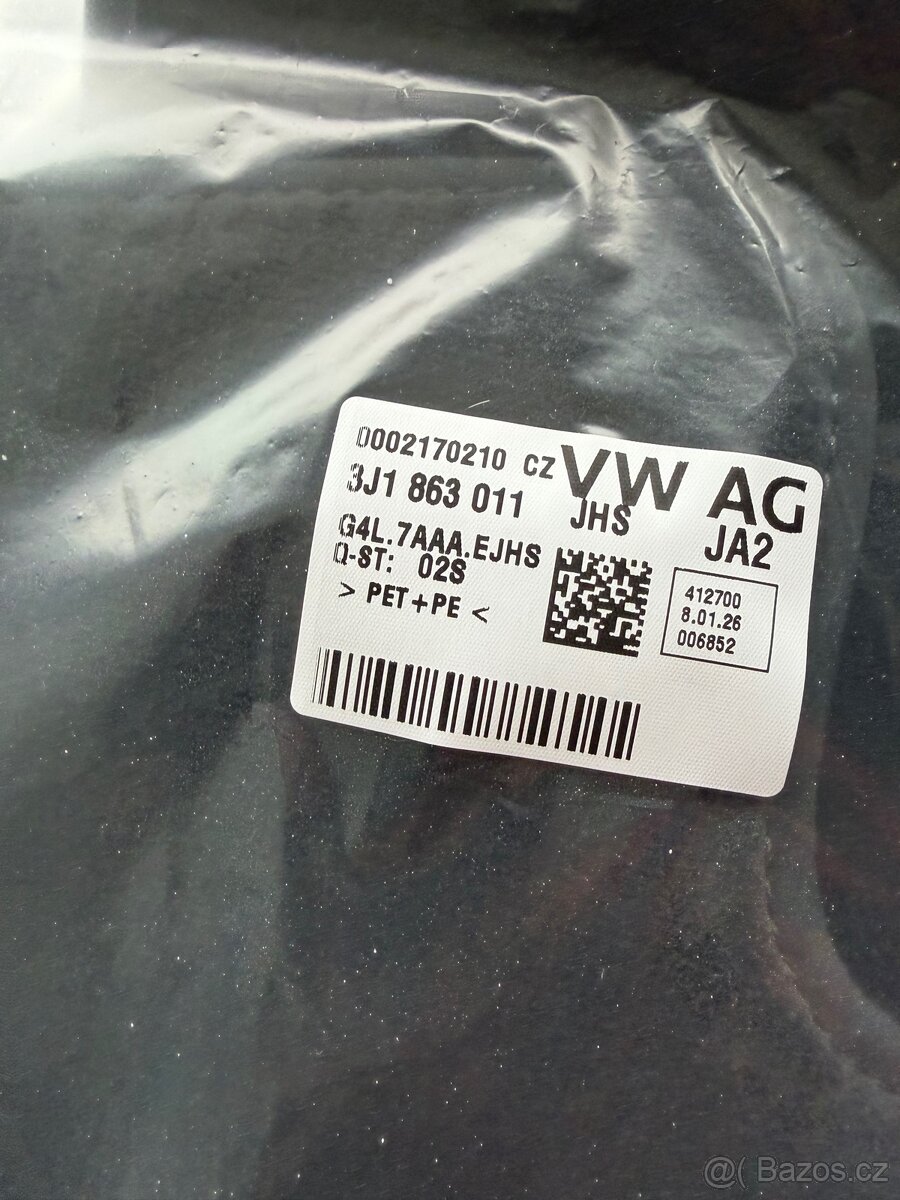 0002170210 CZ
VW AG
3J1 863 011
JHS
JA2
G4L.7AAA.EJHS
Q-ST: 02S
> PET+PE <
412700
8.01.26
006852
@( Bazos.cz